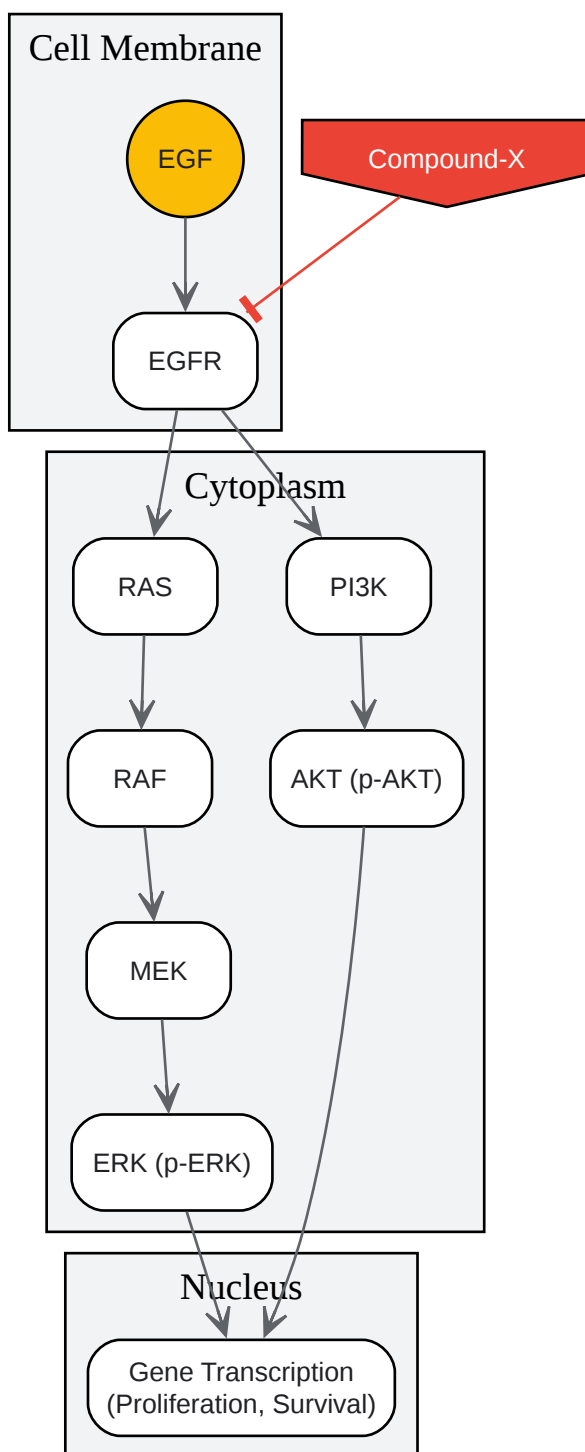 Cell Membrane
EGF
Compound-X
EGFR
Cytoplasm
RAS
PI3K
RAF
AKT (p-AKT)
MEK
ERK (p-ERK)
Nucleus
Gene Transcription
(Proliferation, Survival)